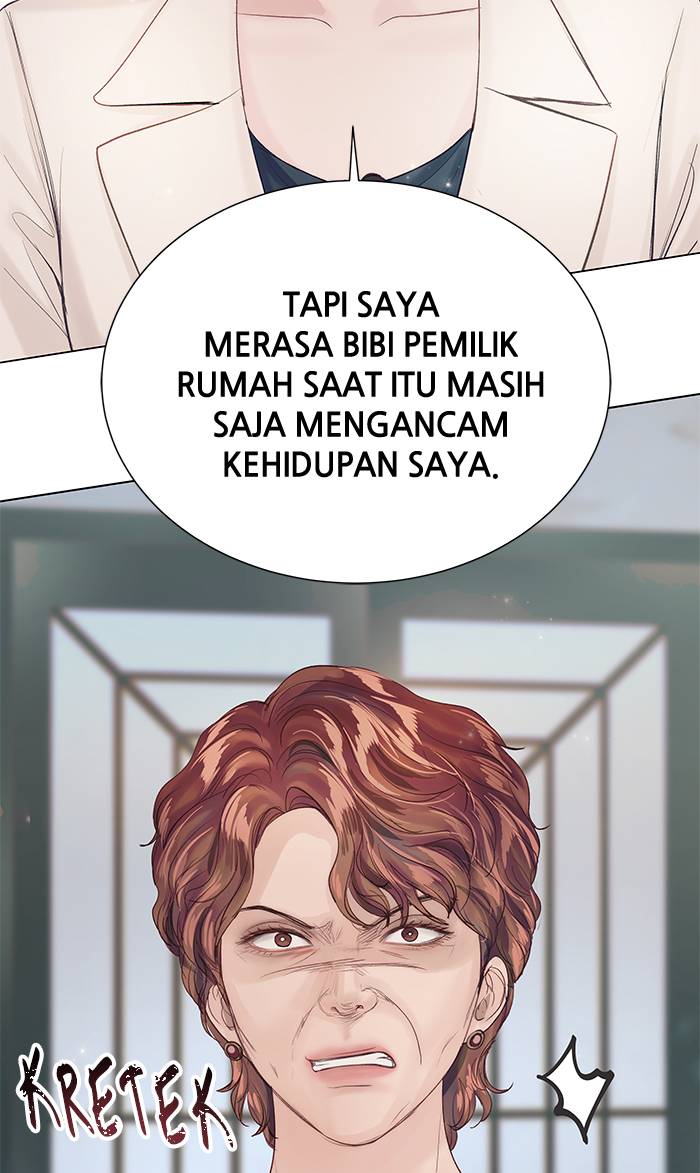 TAPI SAYA
MERASA BIBI PEMILIK
RUMAH SAAT ITU MASIH
SAJA MENGANCAM
KEHIDUPAN SAYA.
KRETEK